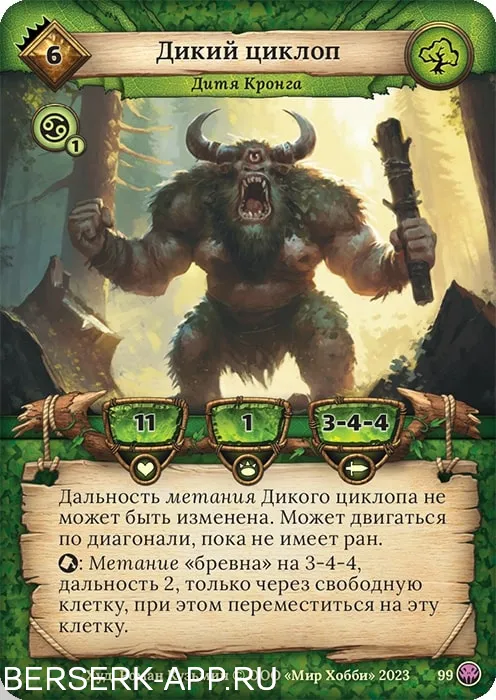 6
Дикий циклоп
Дитя Кронга
1
11
1
3-4-4
Дальность метания Дикого циклопа не
может быть изменена. Может двигаться
по диагонали, пока не имеет ран.
: Метание «бревна» на 3-4-4,
дальность 2, только через свободную
клетку, при этом переместиться на эту
клетку.
«Мир Хобби» 2023
99
BERSERK-APP.RU